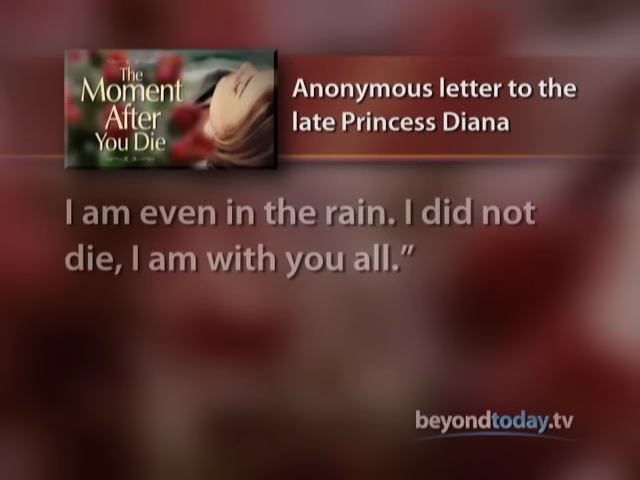 The
Moment
After
You Die
Anonymous letter to the
late Princess Diana
I am even in the rain. I did not
die, I am with you all.”
beyondtoday.tv